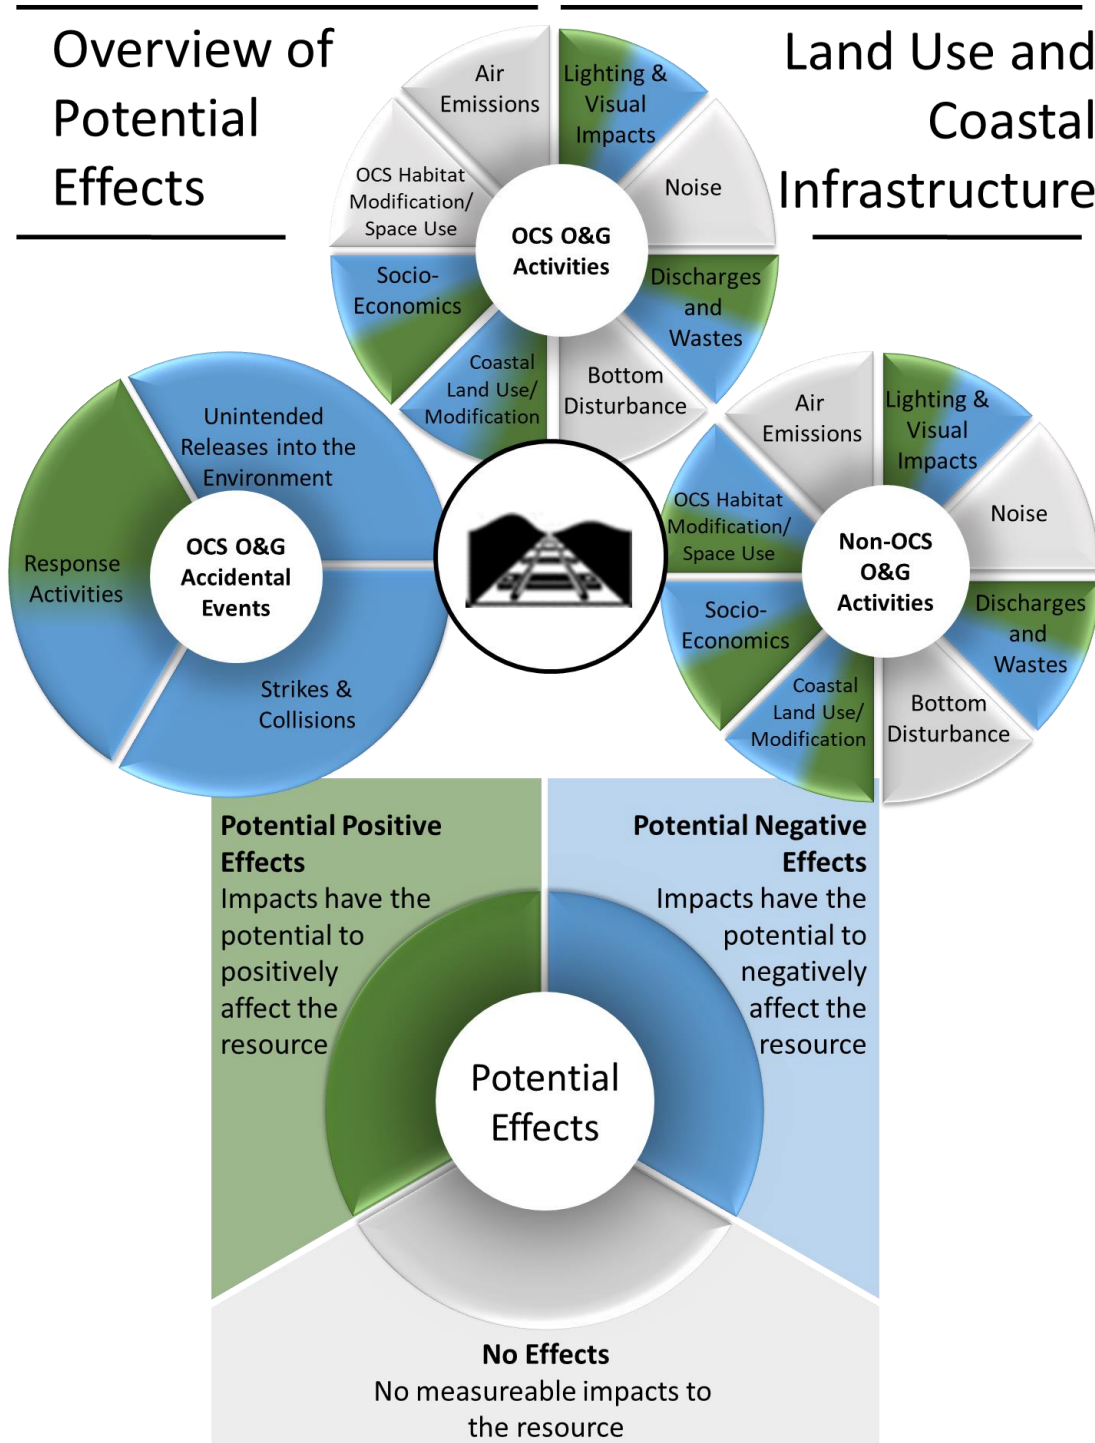 Overview of
Potential
Effects
Land Use and
Coastal
Infrastructure
Air
Emissions
Lighting &
Visual
Impacts
OCS Habitat
Modification/
Space Use
Noise
OCS O&G
Activities
Socio-
Economics
Discharges
and
Wastes
Coastal
Land Use/
Modification
Bottom
Disturbance
Unintended
Releases into the
Environment
Response
Activities
OCS O&G
Accidental
Events
Strikes &
Collisions
Air
Emissions
Lighting &
Visual
Impacts
OCS Habitat
Modification/
Space Use
Noise
Non-OCS
O&G
Activities
Socio-
Economics
Discharges
and
Wastes
Coastal
Land Use/
Modification
Bottom
Disturbance
Potential Positive
Effects
Impacts have the
potential to
positively
affect the
resource
Potential Negative
Effects
Impacts have the
potential to
negatively
affect the
resource
Potential
Effects
No Effects
No measureable impacts to
the resource